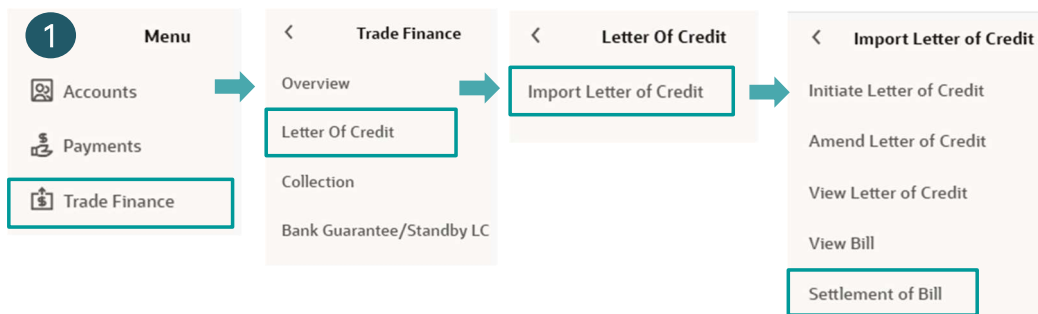 1
Menu
Accounts
Payments
Trade Finance
Trade Finance
Overview
Letter Of Credit
Collection
Bank Guarantee/Standby LC
Letter Of Credit
Import Letter of Credit
Import Letter of Credit
Initiate Letter of Credit
Amend Letter of Credit
View Letter of Credit
View Bill
Settlement of Bill